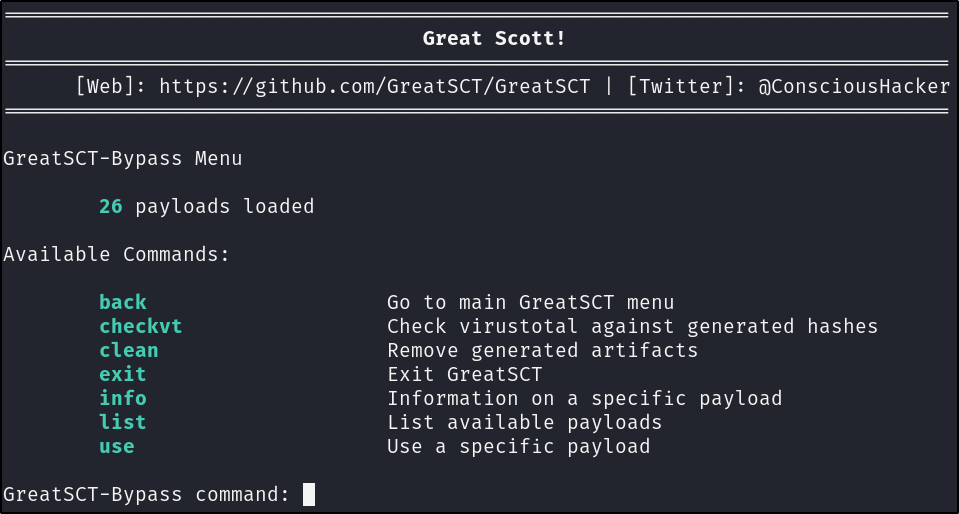 Great Scott!
[Web]: https://github.com/GreatSCT/GreatSCT | [Twitter]: @ConsciousHacker
GreatSCT-Bypass Menu
26 payloads loaded
Available Commands:
back Go to main GreatSCT menu
checkvt Check virustotal against generated hashes
clean Remove generated artifacts
exit Exit GreatSCT
info Information on a specific payload
list List available payloads
use Use a specific payload
GreatSCT-Bypass command: